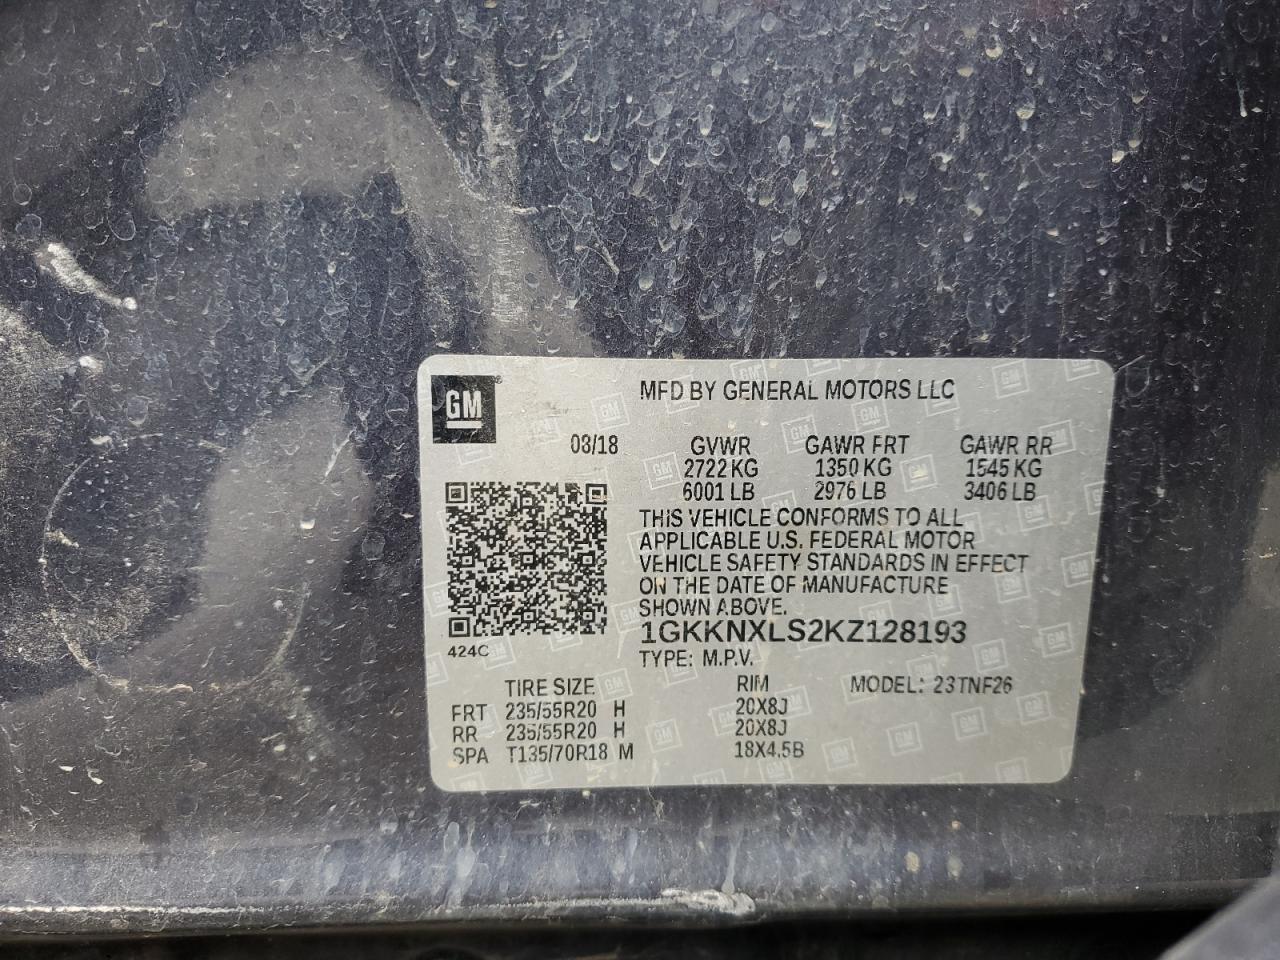 GM
MFD BY GENERAL MOTORS LLC
08/18 GVWR GAWR FRT GAWR RR
2722 KG 1350 KG 1545 KG
6001 LB 2976 LB 3406 LB
THIS VEHICLE CONFORMS TO ALL
APPLICABLE U.S. FEDERAL MOTOR
VEHICLE SAFETY STANDARDS IN EFFECT
ON THE DATE OF MANUFACTURE
SHOWN ABOVE.
1GKKNXLS2KZ128193
424C
TYPE: M.P.V.
TIRE SIZE RIM MODEL: 23TNF26
FRT 235/55R20 H 20X8J
RR 235/55R20 H 20X8J
SPA T135/70R18 M 18X4.5B